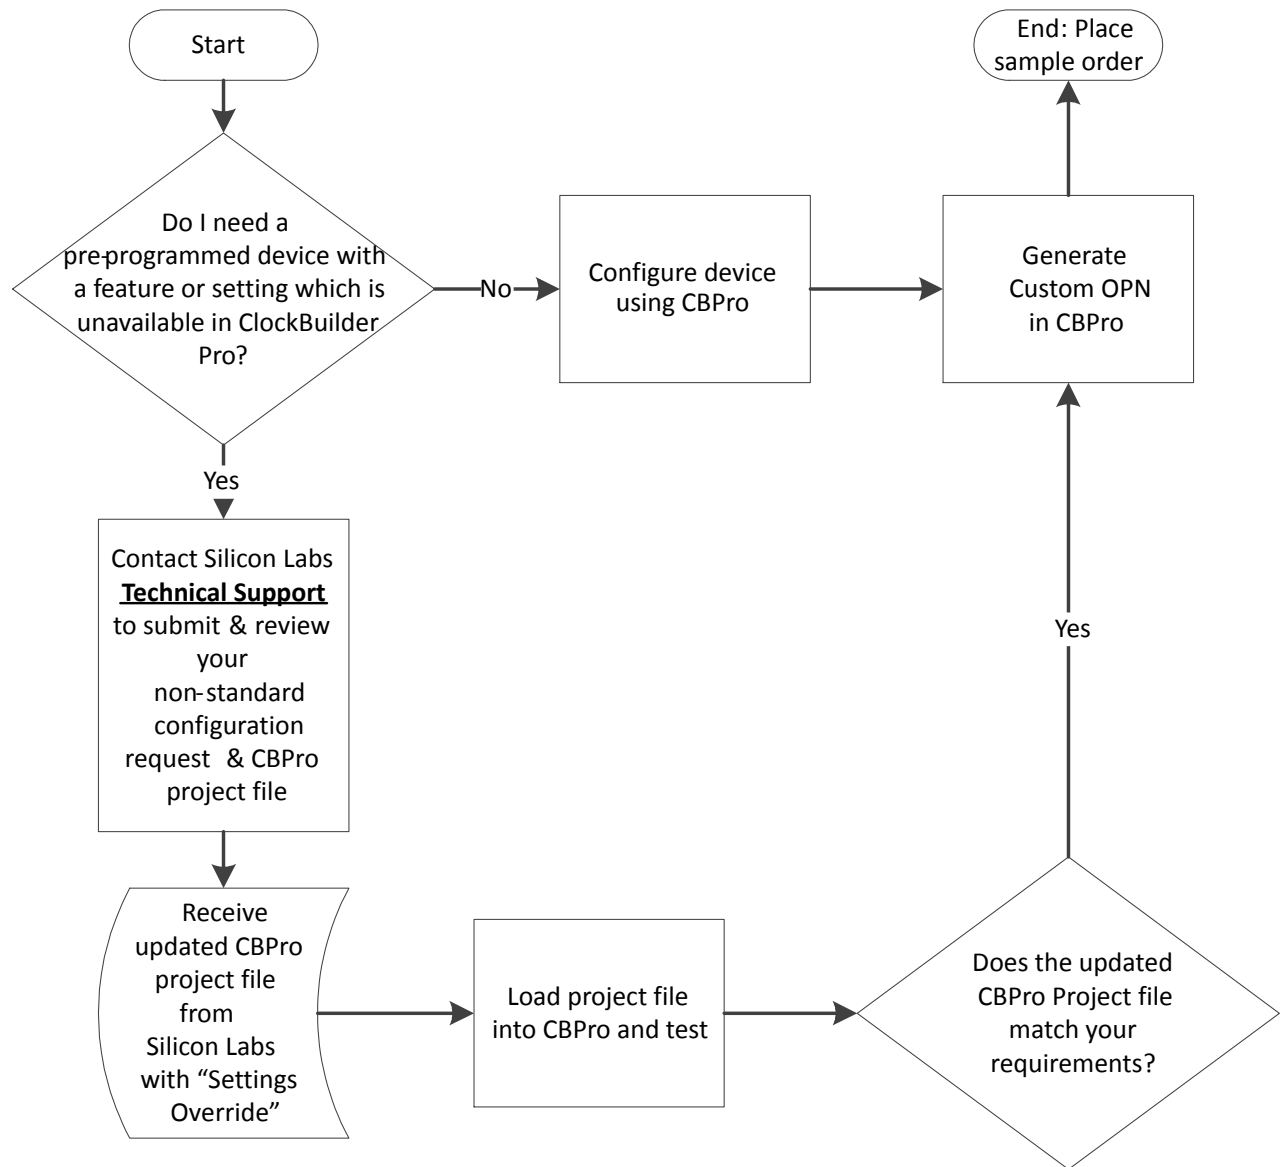 Start
End: Place
sample order
Do I need a
pre-programmed device with
a feature or setting which is
unavailable in ClockBuilder
Pro?
No
Configure device
using CBPro
Generate
Custom OPN
in CBPro
Yes
Contact Silicon Labs
Technical Support
to submit & review
your
non-standard
configuration
request & CBPro
project file
Yes
Receive
updated CBPro
project file
from
Silicon Labs
with “Settings
Override”
Load project file
into CBPro and test
Does the updated
CBPro Project file
match your
requirements?